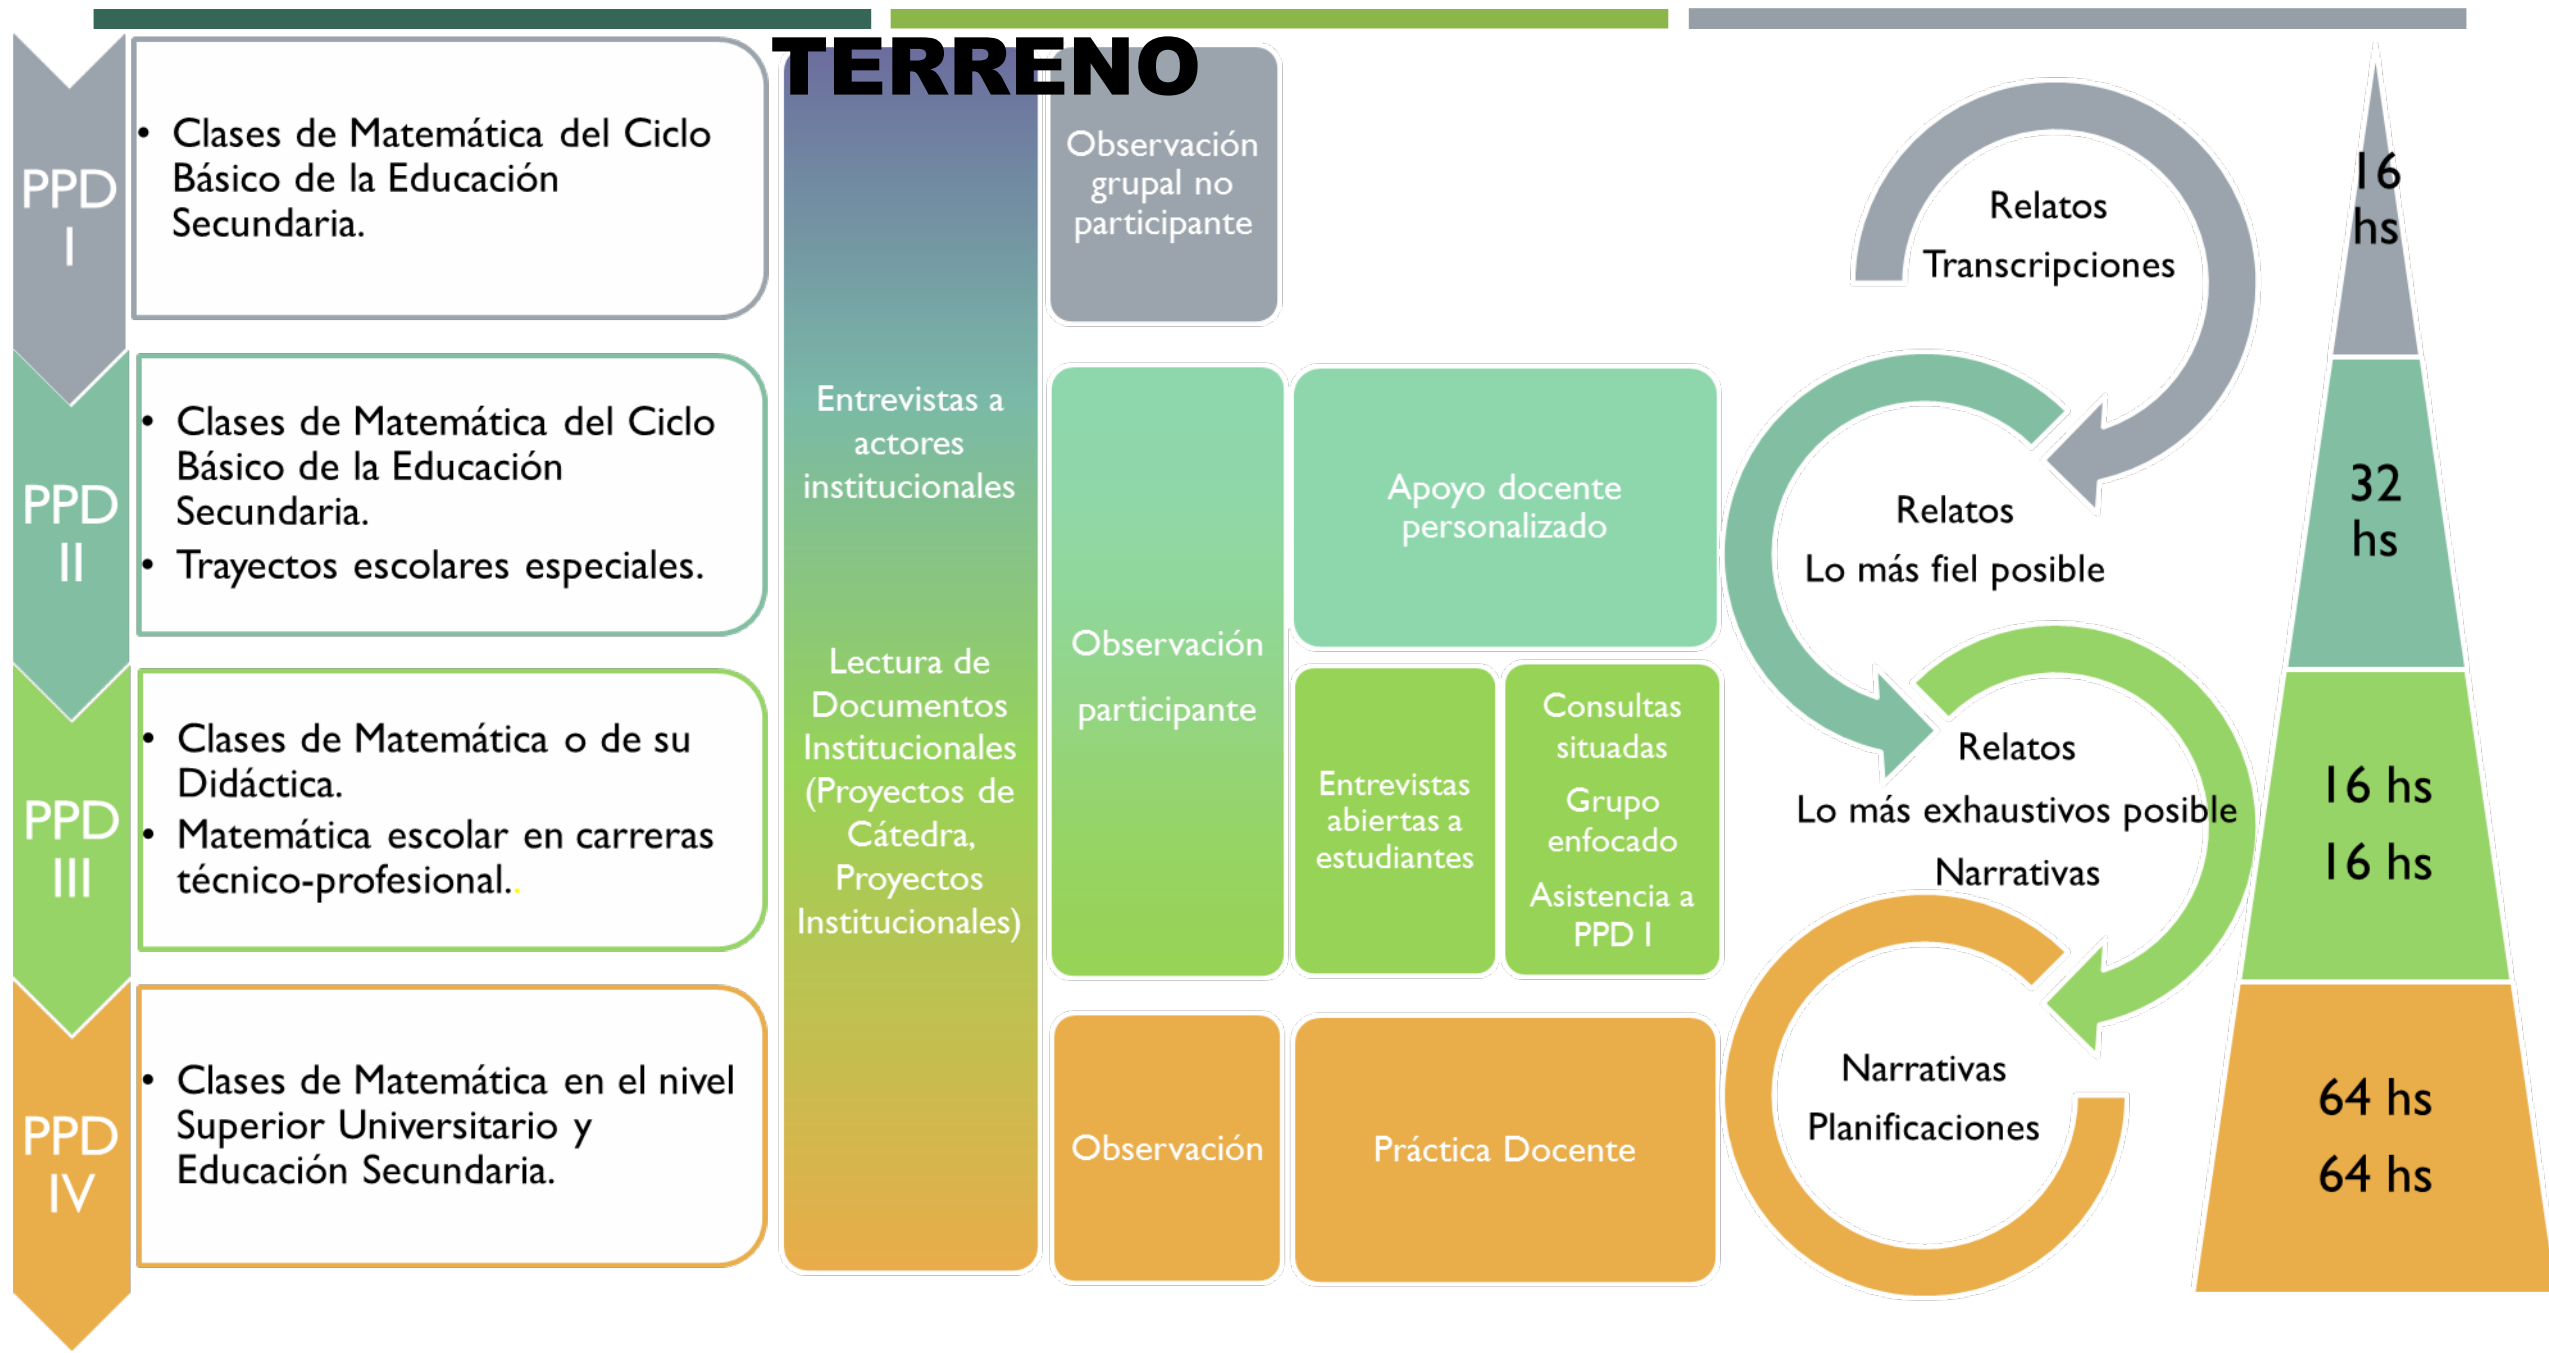 TERRENO
PPD
I
• Clases de Matemática del Ciclo
Básico de la Educación
Secundaria.
PPD
II
• Clases de Matemática del Ciclo
Básico de la Educación
Secundaria.
• Trayectos escolares especiales.
PPD
III
• Clases de Matemática o de su
Didáctica.
• Matemática escolar en carreras
técnico-profesional..
PPD
IV
• Clases de Matemática en el nivel
Superior Universitario y
Educación Secundaria.
Entrevistas a
actores
institucionales
Lectura de
Documentos
Institucionales
(Proyectos de
Cátedra,
Proyectos
Institucionales)
Observación
grupal no
participante
Observación
participante
Apoyo docente
personalizado
Entrevistas
abiertas a
estudiantes
Consultas
situadas
Grupo
enfocado
Asistencia a
PPD I
Observación
Práctica Docente
Relatos
Transcripciones
Relatos
Lo más fiel posible
Relatos
Lo más exhaustivos posible
Narrativas
Narrativas
Planificaciones
16
hs
32
hs
16 hs
16 hs
64 hs
64 hs